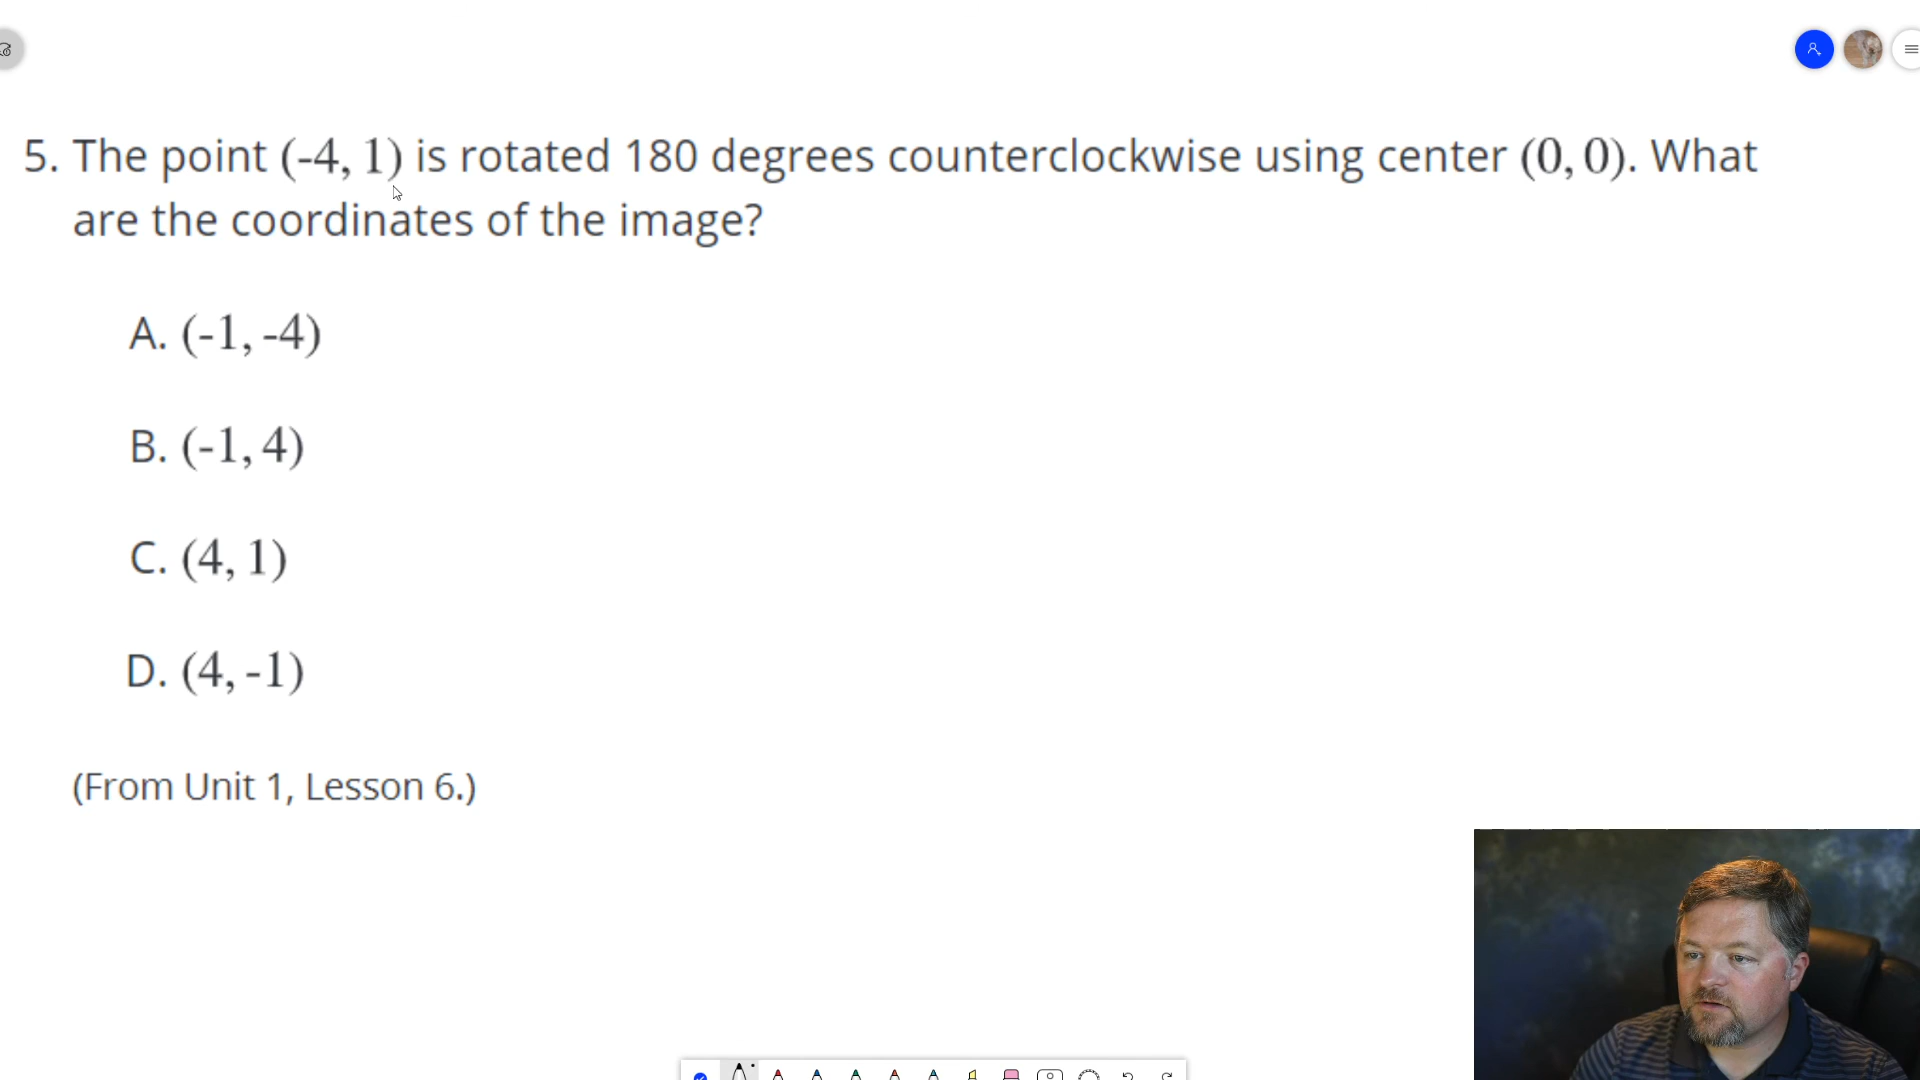 5. The point (-4, 1) is rotated 180 degrees counterclockwise using center (0, 0). What
are the coordinates of the image?
A. (-1, -4)
B. (-1, 4)
C. (4, 1)
D. (4, -1)
(From Unit 1, Lesson 6.)